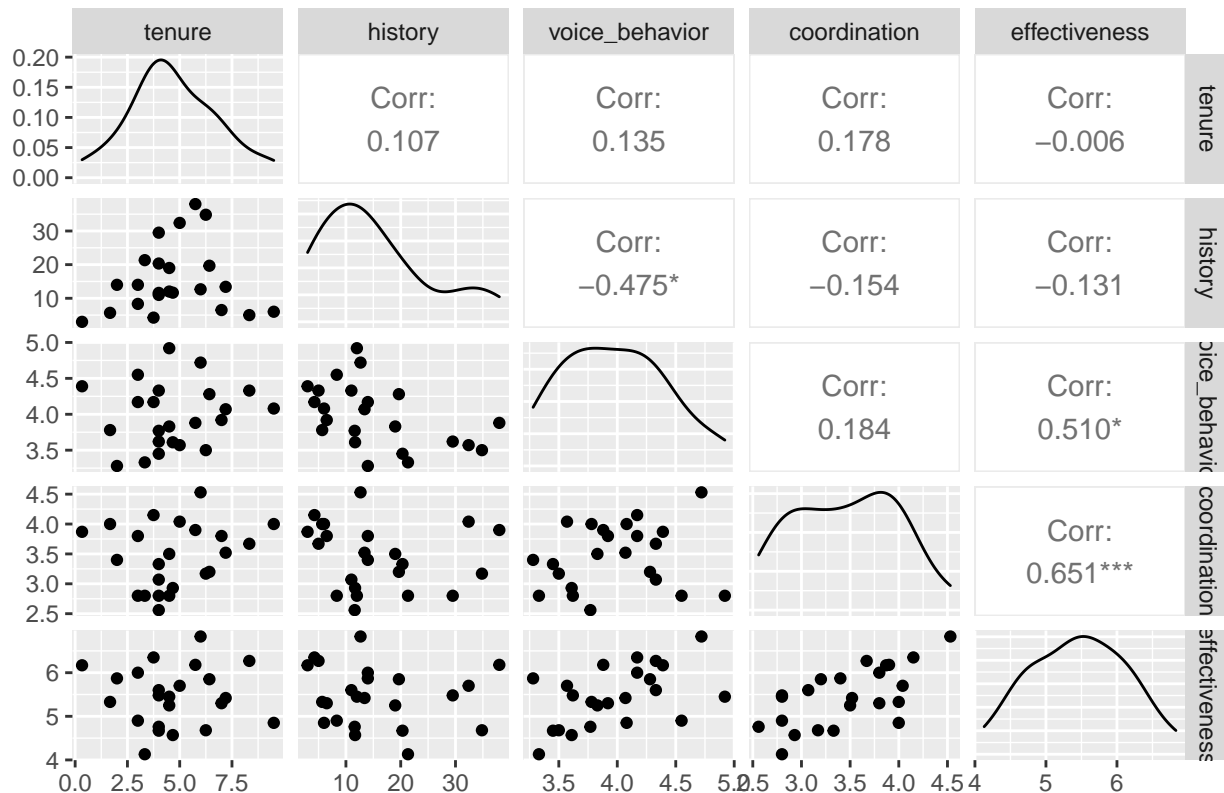 tenure history voice_behavior coordination effectiveness
0.20
0.15
0.10
0.05
0.00
Corr:
0.107
Corr:
0.135
Corr:
0.178
Corr:
−0.006
tenure
30
20
10
Corr:
−0.475*
Corr:
−0.154
Corr:
−0.131
history
5.0
4.5
4.0
3.5
Corr:
0.184
Corr:
0.510*
oice_behavio
4.5
4.0
3.5
3.0
2.5
Corr:
0.651***
coordination
6
5
4
effectiveness
0.0 2.5 5.0 7.5 10 20 30 3.5 4.0 4.5 3.0 3.5 4.0 4.5 4 5 6